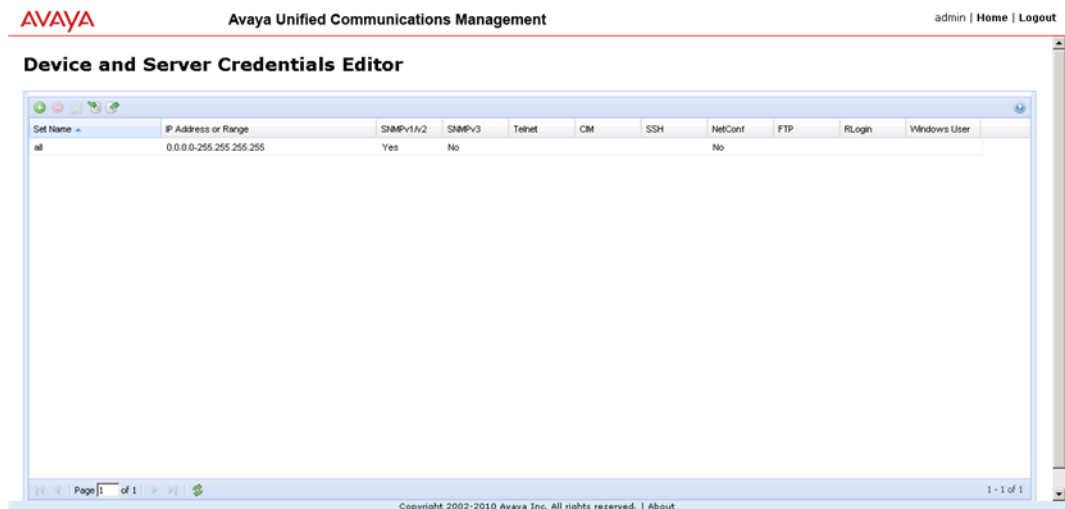 AVAYA Avaya Unified Communications Management admin | Home | Logout
Device and Server Credentials Editor
Set Name IP Address or Range SNMPv1/v2 SNMPv3 Telnet CIM SSH NetConf FTP RLogin Windows User
all 0.0.0.0-255.255.255.255 Yes No No
Page 1 of 1 1 - 1 of 1
Copyright 2002-2010 Avaya Inc. All rights reserved. | About